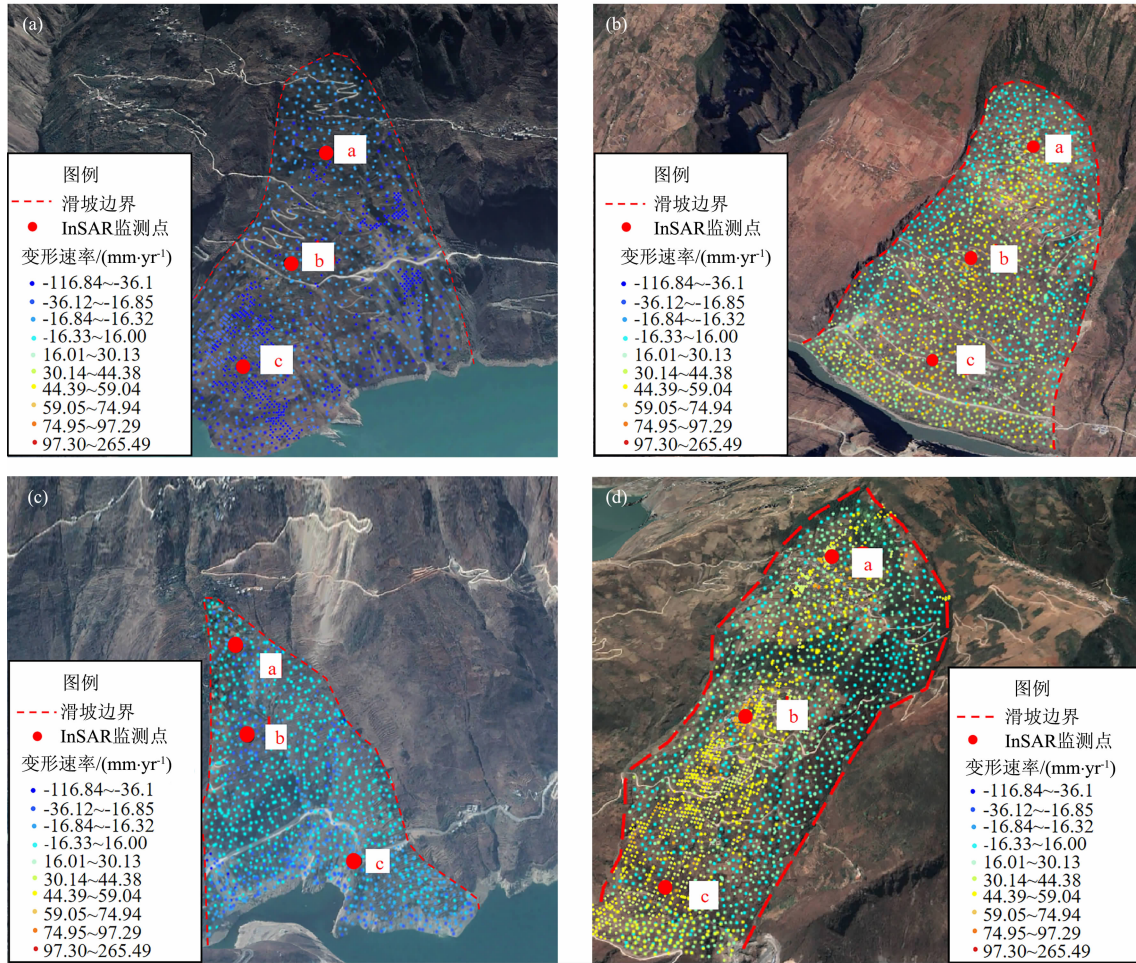 (a)
a
b
c
图例
滑坡边界
InSAR监测点
变形速率/(mm·yr⁻¹)
-116.84~-36.1
-36.12~-16.85
-16.84~-16.32
-16.33~16.00
16.01~30.13
30.14~44.38
44.39~59.04
59.05~74.94
74.95~97.29
97.30~265.49
(b)
a
b
c
图例
滑坡边界
InSAR监测点
变形速率/(mm·yr⁻¹)
-116.84~-36.1
-36.12~-16.85
-16.84~-16.32
-16.33~16.00
16.01~30.13
30.14~44.38
44.39~59.04
59.05~74.94
74.95~97.29
97.30~265.49
(c)
a
b
c
图例
滑坡边界
InSAR监测点
变形速率/(mm·yr⁻¹)
-116.84~-36.1
-36.12~-16.85
-16.84~-16.32
-16.33~16.00
16.01~30.13
30.14~44.38
44.39~59.04
59.05~74.94
74.95~97.29
97.30~265.49
(d)
a
b
c
图例
滑坡边界
InSAR监测点
变形速率/(mm·yr⁻¹)
-116.84~-36.1
-36.12~-16.85
-16.84~-16.32
-16.33~16.00
16.01~30.13
30.14~44.38
44.39~59.04
59.05~74.94
74.95~97.29
97.30~265.49